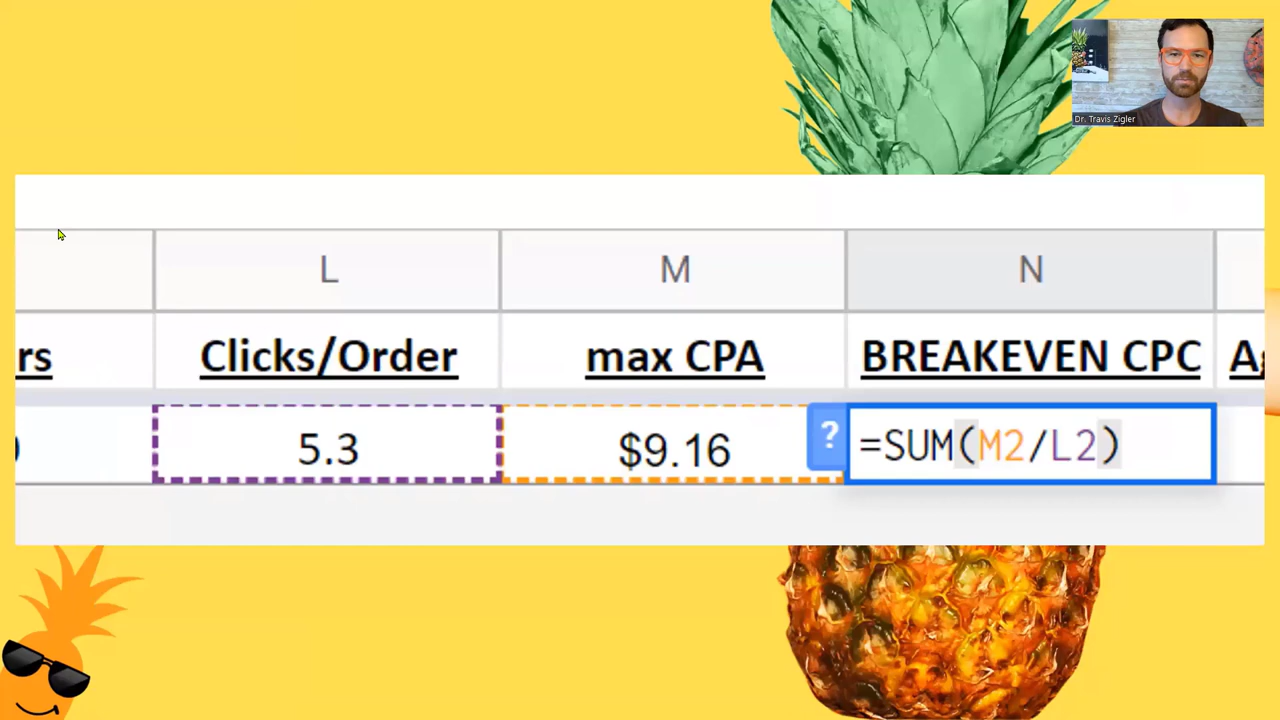 Dr. Travis Zigler
L M N
rs Clicks/Order max CPA BREAKEVEN CPC
5.3 $9.16 ? =SUM(M2/L2)